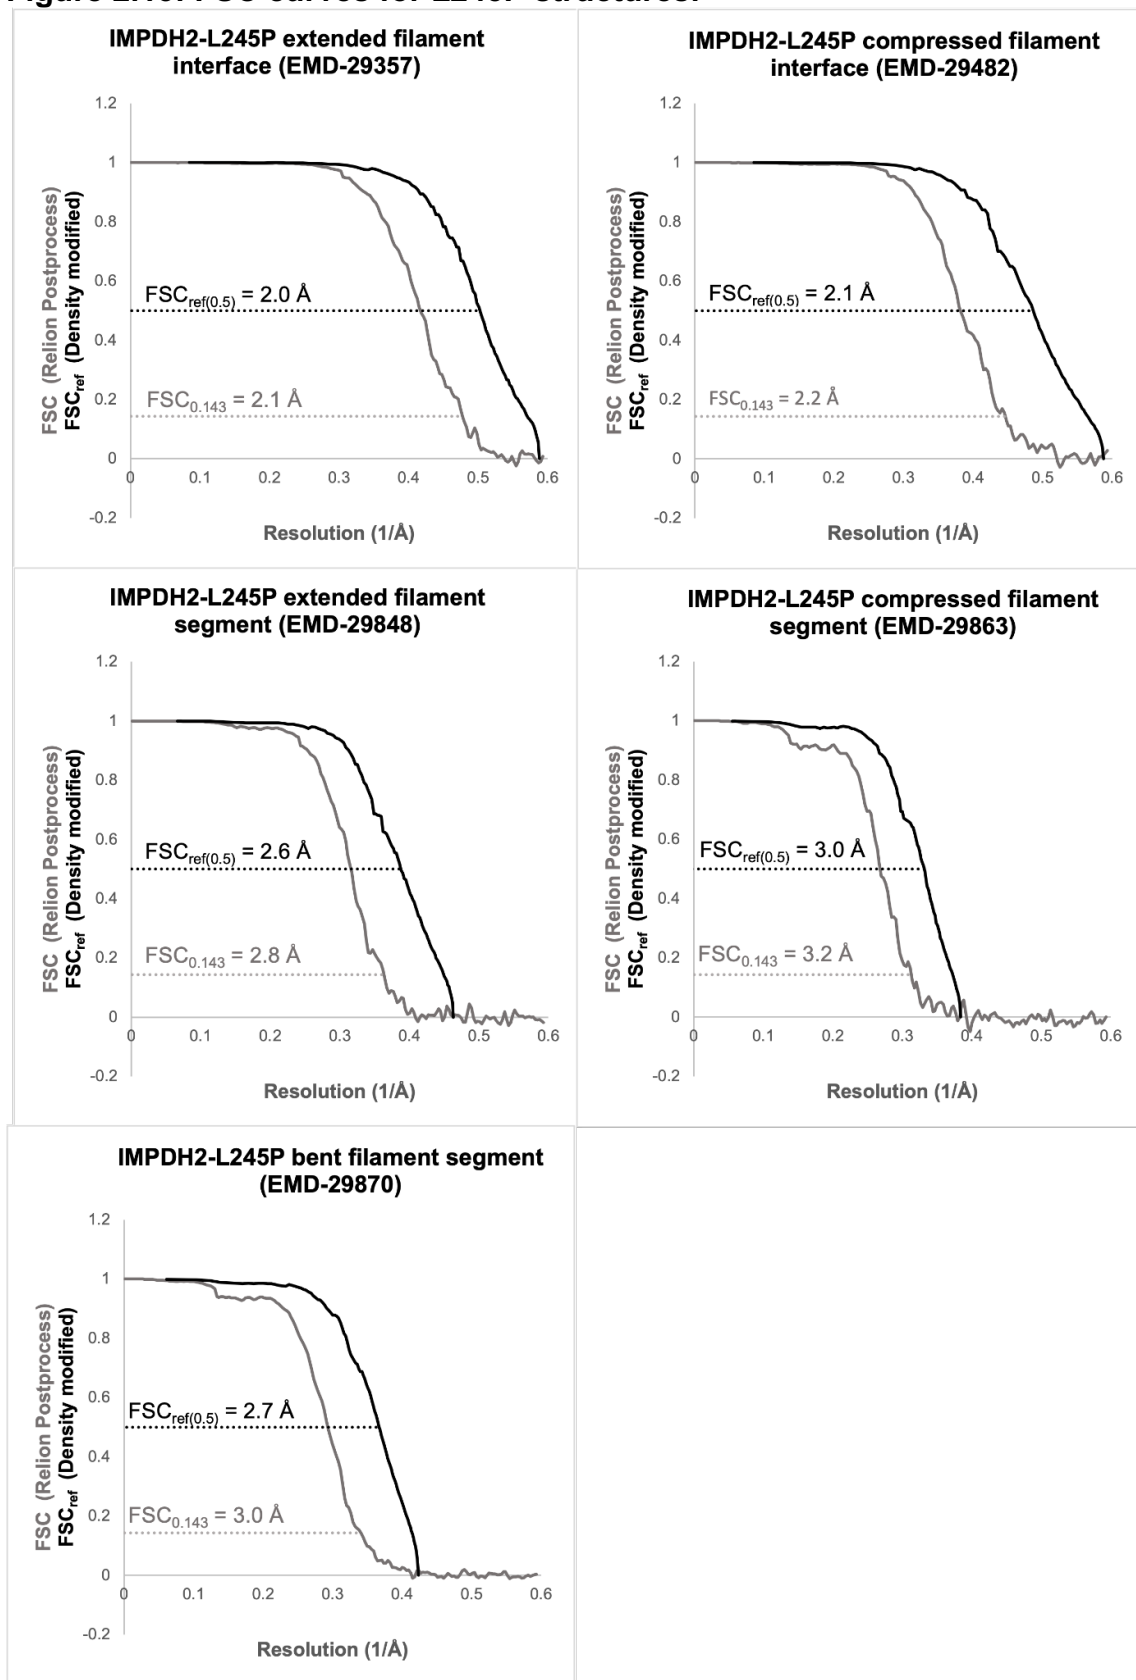 IMPDH2-L245P extended filament
interface (EMD-29357)
1.2
1
0.8
0.6
0.4
0.2
0
-0.2
FSC (Relion Postprocess)
FSCref (Density modified)
FSCref(0.5) = 2.0 Å
FSC0.143 = 2.1 Å
0 0.1 0.2 0.3 0.4 0.5 0.6
Resolution (1/Å)
IMPDH2-L245P compressed filament
interface (EMD-29482)
1.2
1
0.8
0.6
0.4
0.2
0
-0.2
FSC (Relion Postprocess)
FSCref (Density modified)
FSCref(0.5) = 2.1 Å
FSC0.143 = 2.2 Å
0 0.1 0.2 0.3 0.4 0.5 0.6
Resolution (1/Å)
IMPDH2-L245P extended filament
segment (EMD-29848)
1.2
1
0.8
0.6
0.4
0.2
0
-0.2
FSC (Relion Postprocess)
FSCref (Density modified)
FSCref(0.5) = 2.6 Å
FSC0.143 = 2.8 Å
0 0.1 0.2 0.3 0.4 0.5 0.6
Resolution (1/Å)
IMPDH2-L245P compressed filament
segment (EMD-29863)
1.2
1
0.8
0.6
0.4
0.2
0
-0.2
FSC (Relion Postprocess)
FSCref (Density modified)
FSCref(0.5) = 3.0 Å
FSC0.143 = 3.2 Å
0 0.1 0.2 0.3 0.4 0.5 0.6
Resolution (1/Å)
IMPDH2-L245P bent filament segment
(EMD-29870)
1.2
1
0.8
0.6
0.4
0.2
0
-0.2
FSC (Relion Postprocess)
FSCref (Density modified)
FSCref(0.5) = 2.7 Å
FSC0.143 = 3.0 Å
0 0.1 0.2 0.3 0.4 0.5 0.6
Resolution (1/Å)